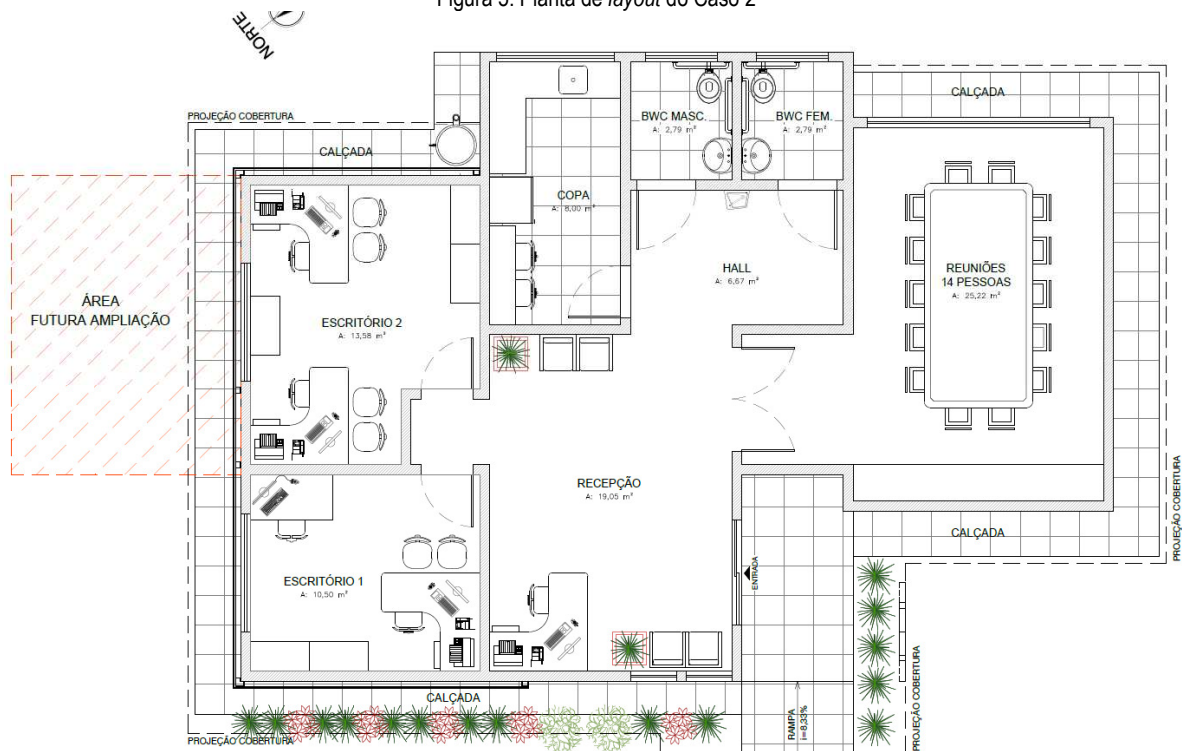 Figura 9: Planta de layout do Caso 2
NORTE
PROJEÇÃO COBERTURA
CALÇADA
CALÇADA
BWC MASC.
A: 2,79 m²
BWC FEM.
A: 2,79 m²
COPA
A: 8,00 m²
HALL
A: 6,67 m²
REUNIÕES
14 PESSOAS
A: 25,22 m²
ÁREA
FUTURA AMPLIAÇÃO
ESCRITÓRIO 2
A: 13,58 m²
RECEPÇÃO
A: 19,05 m²
PROJEÇÃO COBERTURA
CALÇADA
ENTRADA
ESCRITÓRIO 1
A: 10,50 m²
CALÇADA
RAMPA
i=8,33%
PROJEÇÃO COBERTURA
PROJEÇÃO COBERTURA